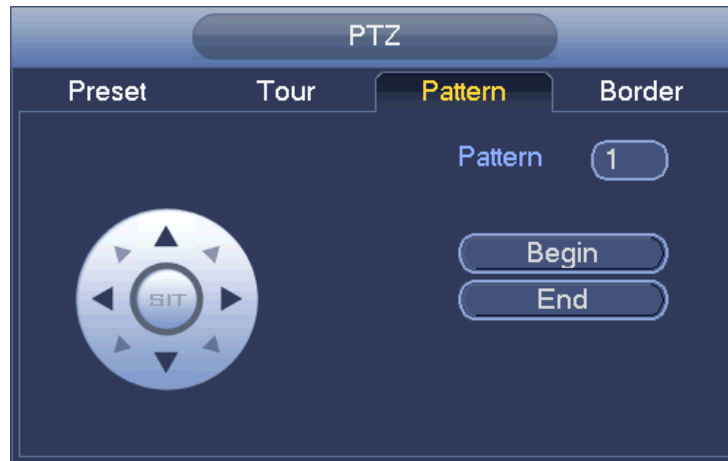 PTZ
Preset Tour Pattern Border
Pattern 1
Begin
SIT
End